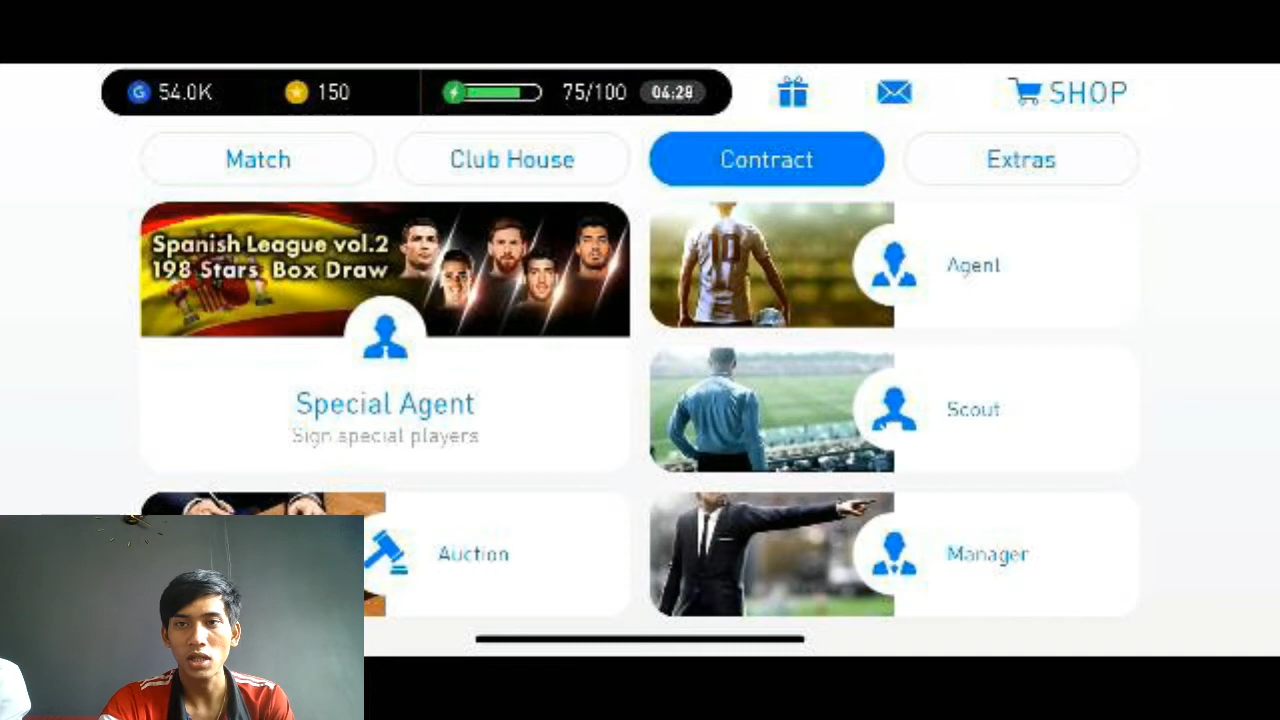 54.0K
150
75/100
04:28
SHOP
Match
Club House
Contract
Extras
Spanish League vol.2
198 Stars Box Draw
Special Agent
Sign special players
10
Agent
Scout
Auction
Manager